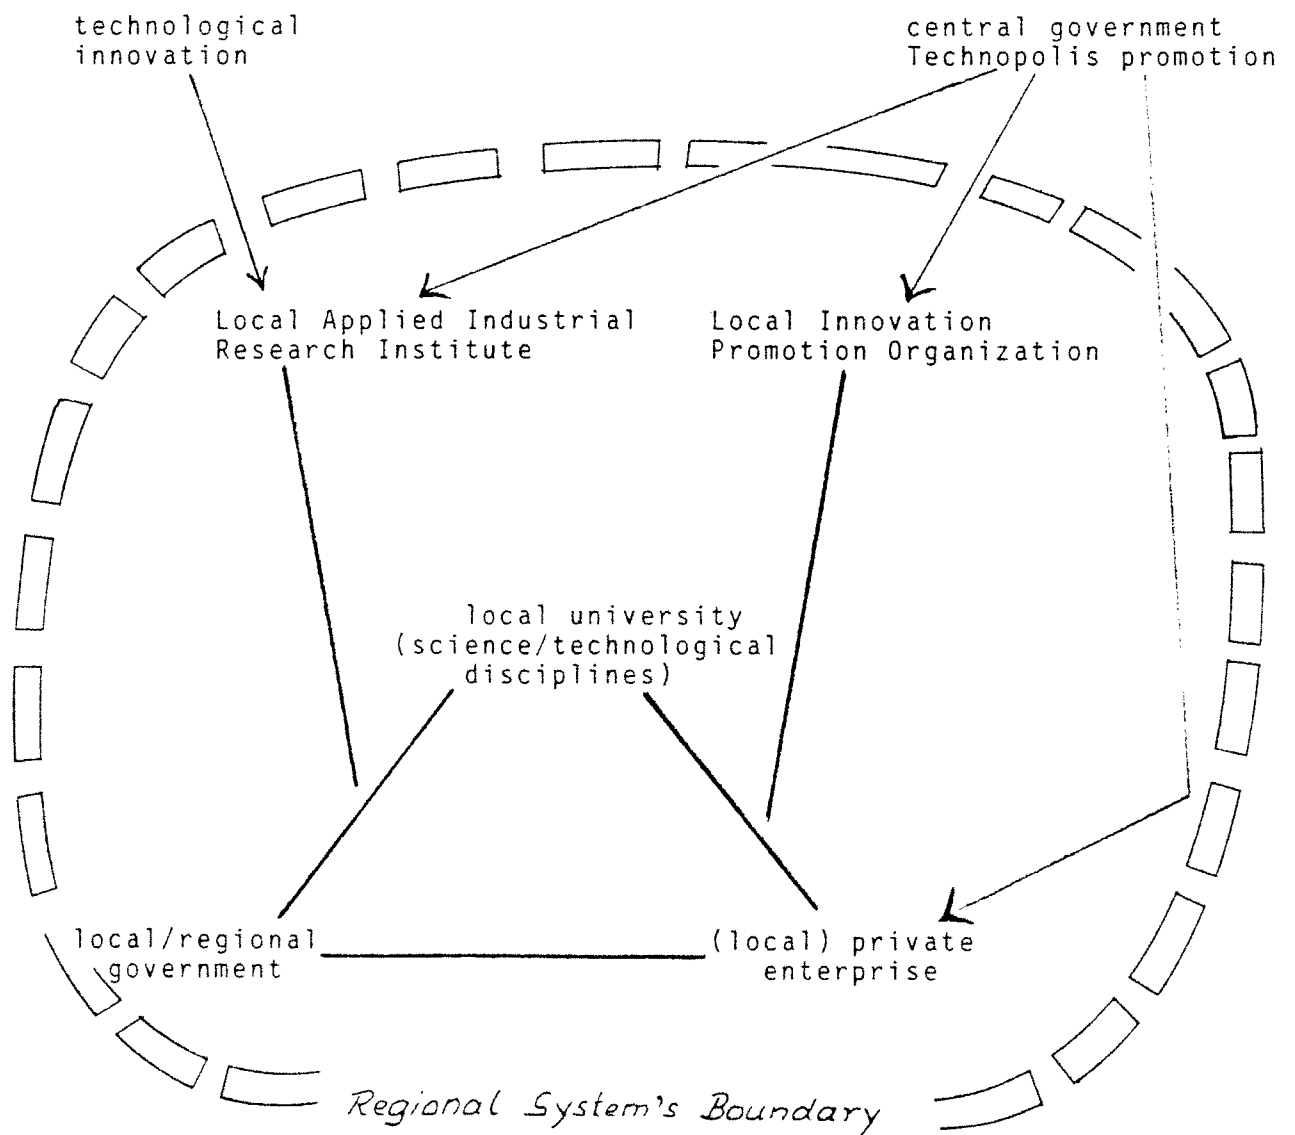 technological
innovation
central government
Technopolis promotion
Local Applied Industrial
Research Institute
Local Innovation
Promotion Organization
local university
(science/technological
disciplines)
local/regional
government
(local) private
enterprise
Regional System's Boundary